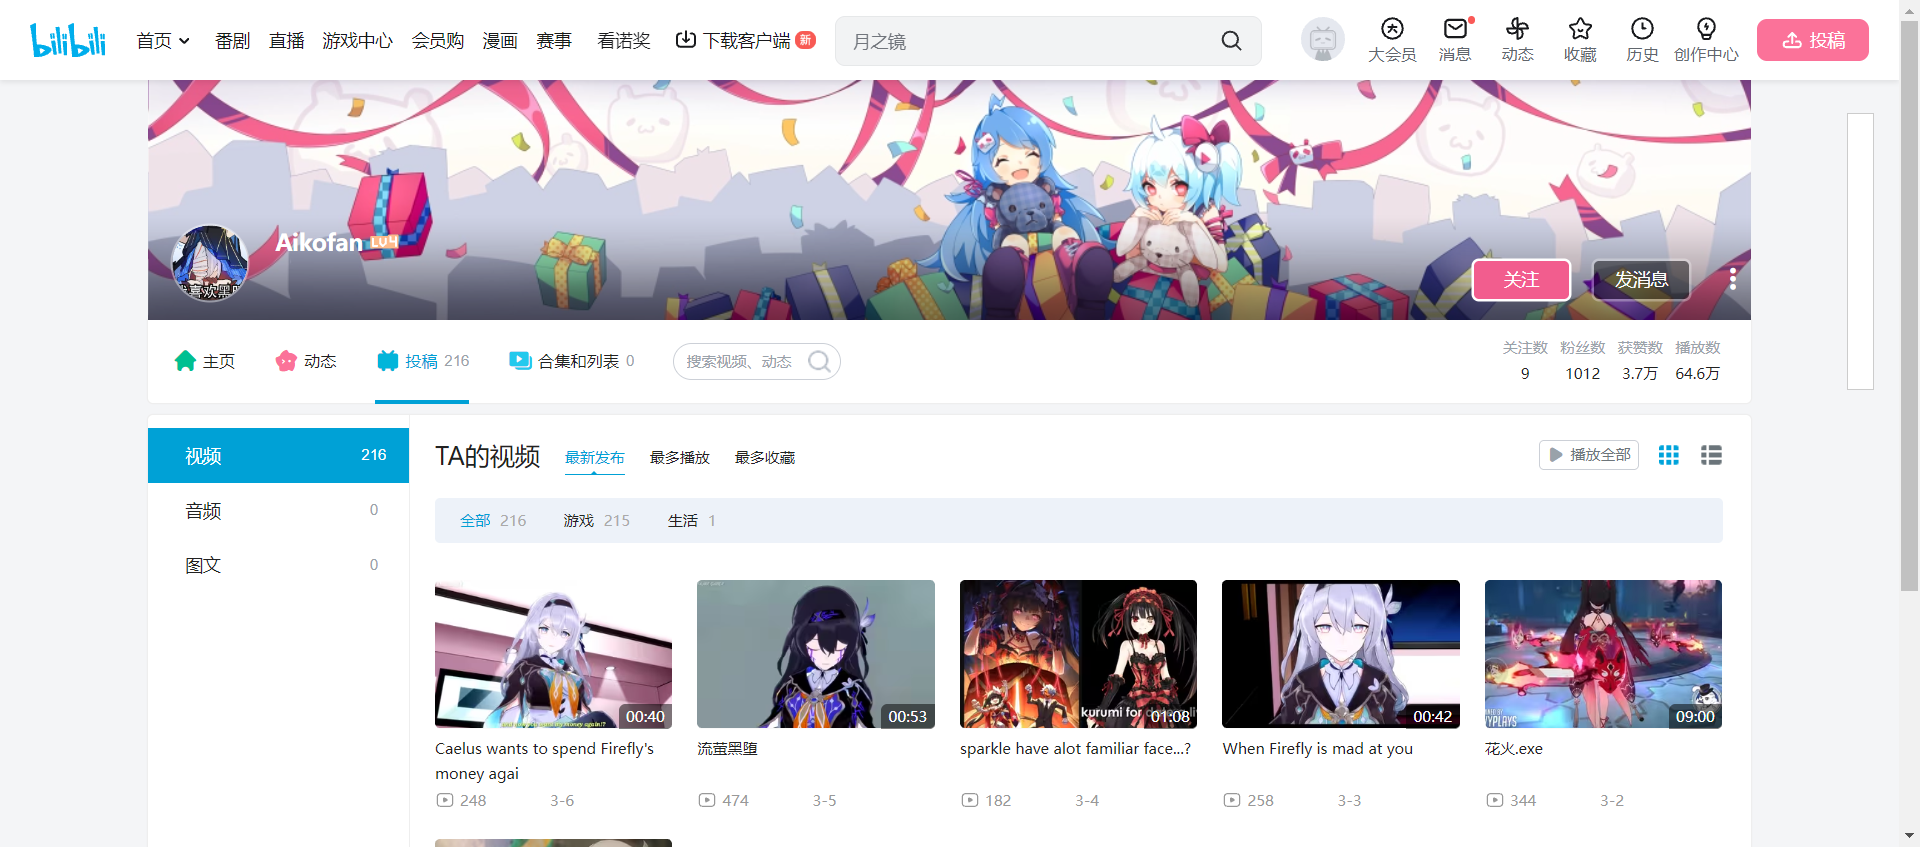 bilibili 首页 番剧 直播 游戏中心 会员购 漫画 赛事 看诺奖 下载客户端 新 月之镜 大会员 消息 动态 收藏 历史 创作中心 投稿
Aikofan LV4
喜欢黑
关注 发消息
主页 动态 投稿 216 合集和列表 0 搜索视频、动态
关注数 粉丝数 获赞数 播放数
9 1012 3.7万 64.6万
视频 216
音频 0
图文 0
TA的视频 最新发布 最多播放 最多收藏 播放全部
全部 216 游戏 215 生活 1
00:40
00:53
kurumi for
01:08
00:42
09:00
Caelus wants to spend Firefly's
money agai
248 3-6
流萤黑堕
474 3-5
sparkle have alot familiar face...?
182 3-4
When Firefly is mad at you
258 3-3
花火.exe
344 3-2